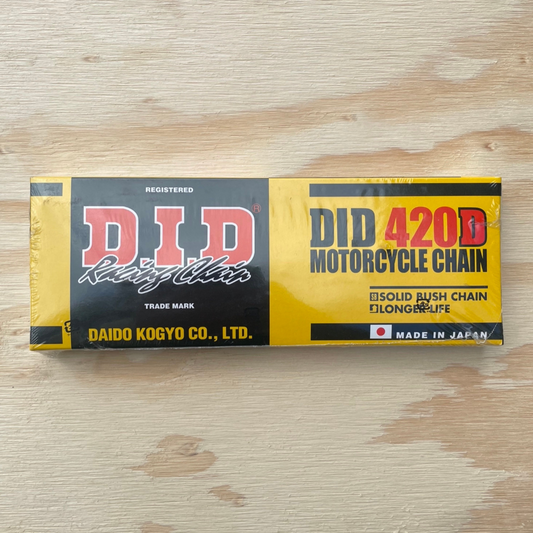 REGISTERED
D.I.D®
Racing Chain
TRADE MARK
DAIDO KOGYO CO., LTD.
DID 420D
MOTORCYCLE CHAIN
SOLID BUSH CHAIN
LONGER LIFE
MADE IN JAPAN